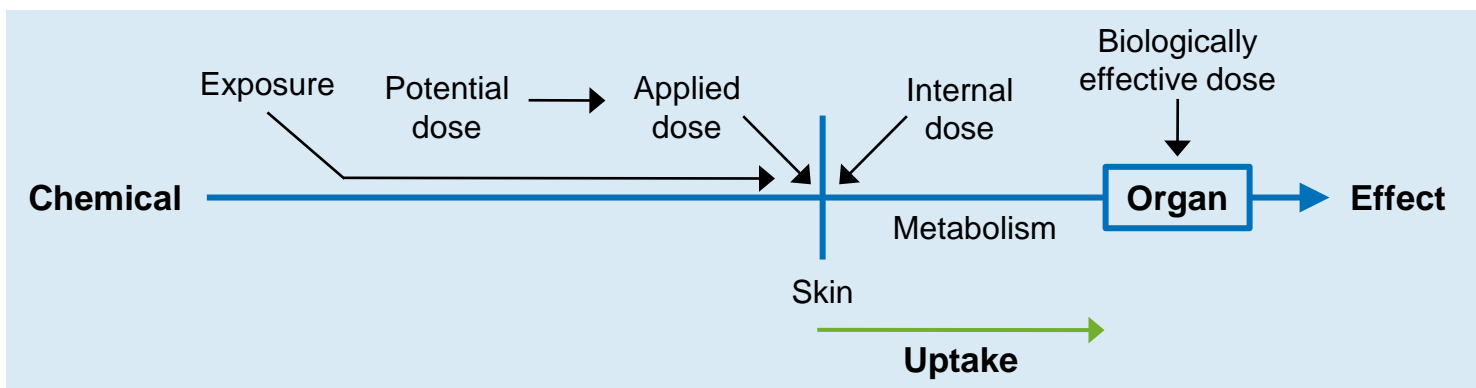 Exposure
Potential
dose
Applied
dose
Internal
dose
Biologically
effective dose
Chemical
Organ
Effect
Metabolism
Skin
Uptake